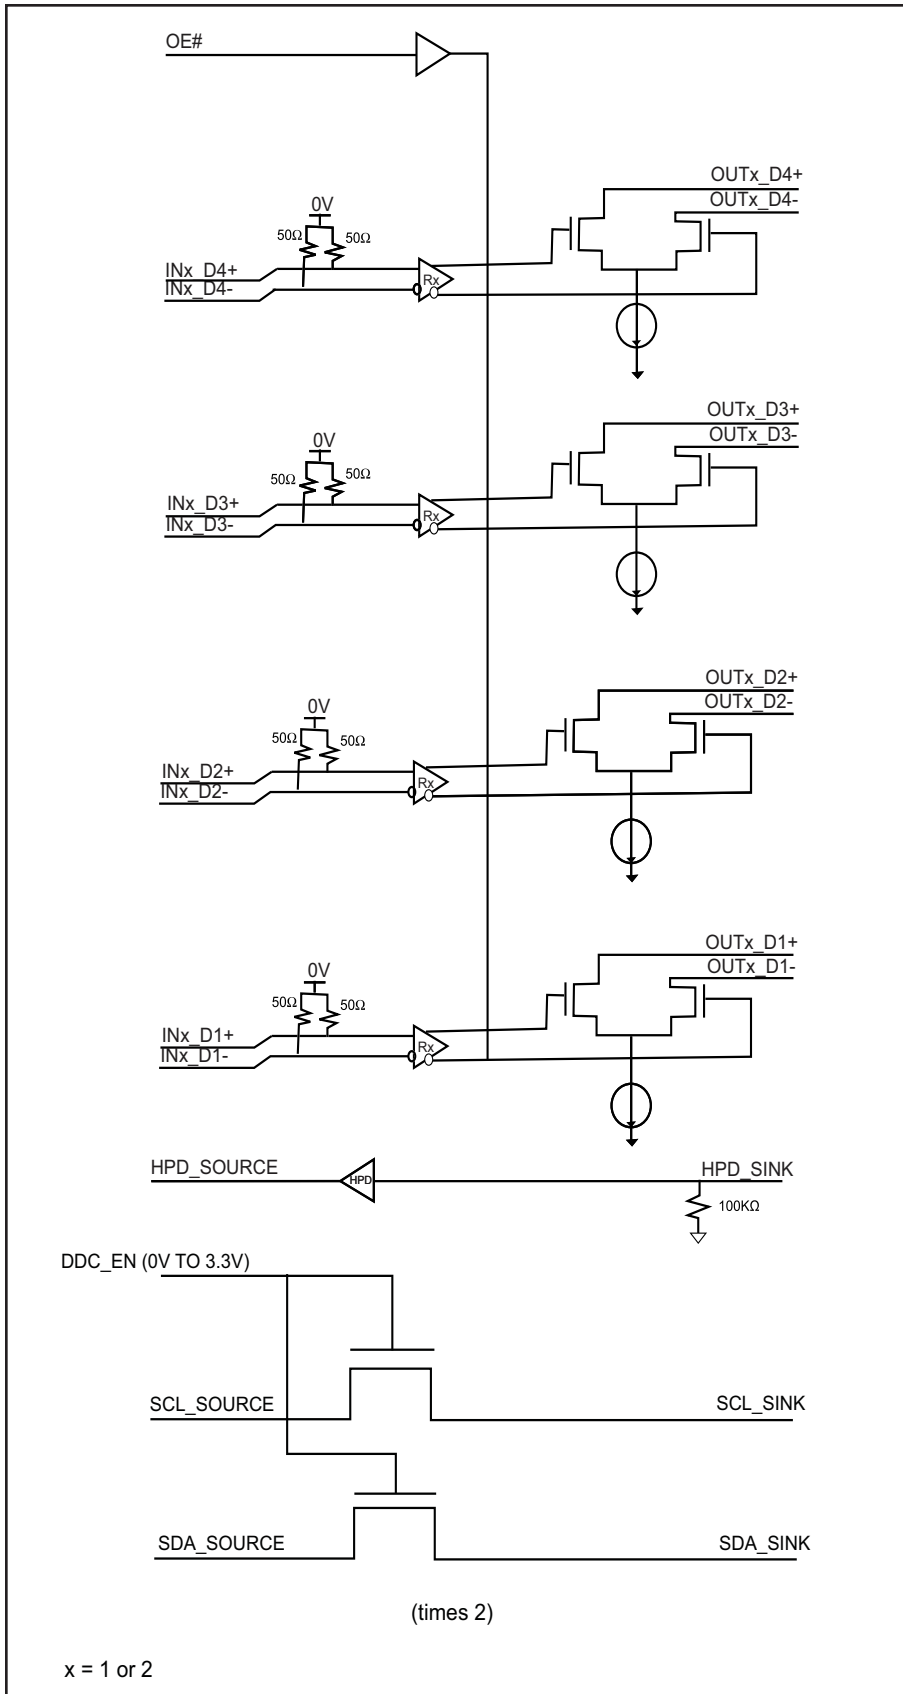 OE#
OUTx_D4+
OUTx_D4-
0V
50Ω
50Ω
INx_D4+
INx_D4-
Rx
OUTx_D3+
OUTx_D3-
0V
50Ω
50Ω
INx_D3+
INx_D3-
Rx
OUTx_D2+
OUTx_D2-
0V
50Ω
50Ω
INx_D2+
INx_D2-
Rx
OUTx_D1+
OUTx_D1-
0V
50Ω
50Ω
INx_D1+
INx_D1-
Rx
HPD_SOURCE
HPD
HPD_SINK
100KΩ
DDC_EN (0V TO 3.3V)
SCL_SOURCE
SCL_SINK
SDA_SOURCE
SDA_SINK
(times 2)
x = 1 or 2